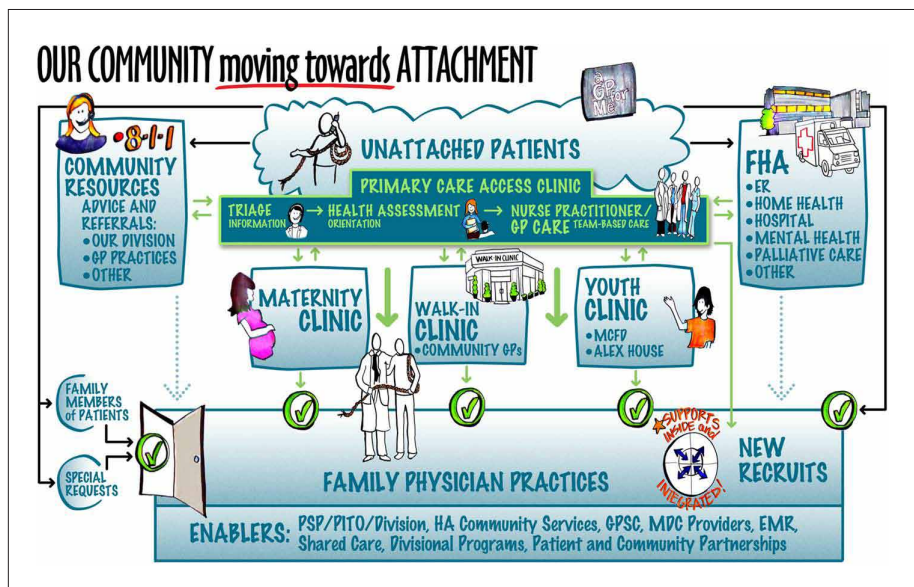 OUR COMMUNITY moving towards ATTACHMENT
a
GP
for
Me
8-1-1
COMMUNITY
RESOURCES
ADVICE AND
REFERRALS:
• OUR DIVISION
• GP PRACTICES
• OTHER
UNATTACHED PATIENTS
PRIMARY CARE ACCESS CLINIC
TRIAGE
INFORMATION
HEALTH ASSESSMENT
ORIENTATION
NURSE PRACTITIONER/
GP CARE TEAM-BASED CARE
FHA
• ER
• HOME HEALTH
• HOSPITAL
• MENTAL HEALTH
• PALLIATIVE CARE
• OTHER
MATERNITY
CLINIC
WALK IN CLINIC
WALK-IN
CLINIC
• COMMUNITY GPs
YOUTH
CLINIC
• MCFD
• ALEX HOUSE
FAMILY
MEMBERS
of PATIENTS
SPECIAL
REQUESTS
FAMILY PHYSICIAN PRACTICES
SUPPORTS
INSIDE and
INTEGRATED!
NEW
RECRUITS
ENABLERS: PSP/PITO/Division, HA Community Services, GPSC, MDC Providers, EMR,
Shared Care, Divisional Programs, Patient and Community Partnerships